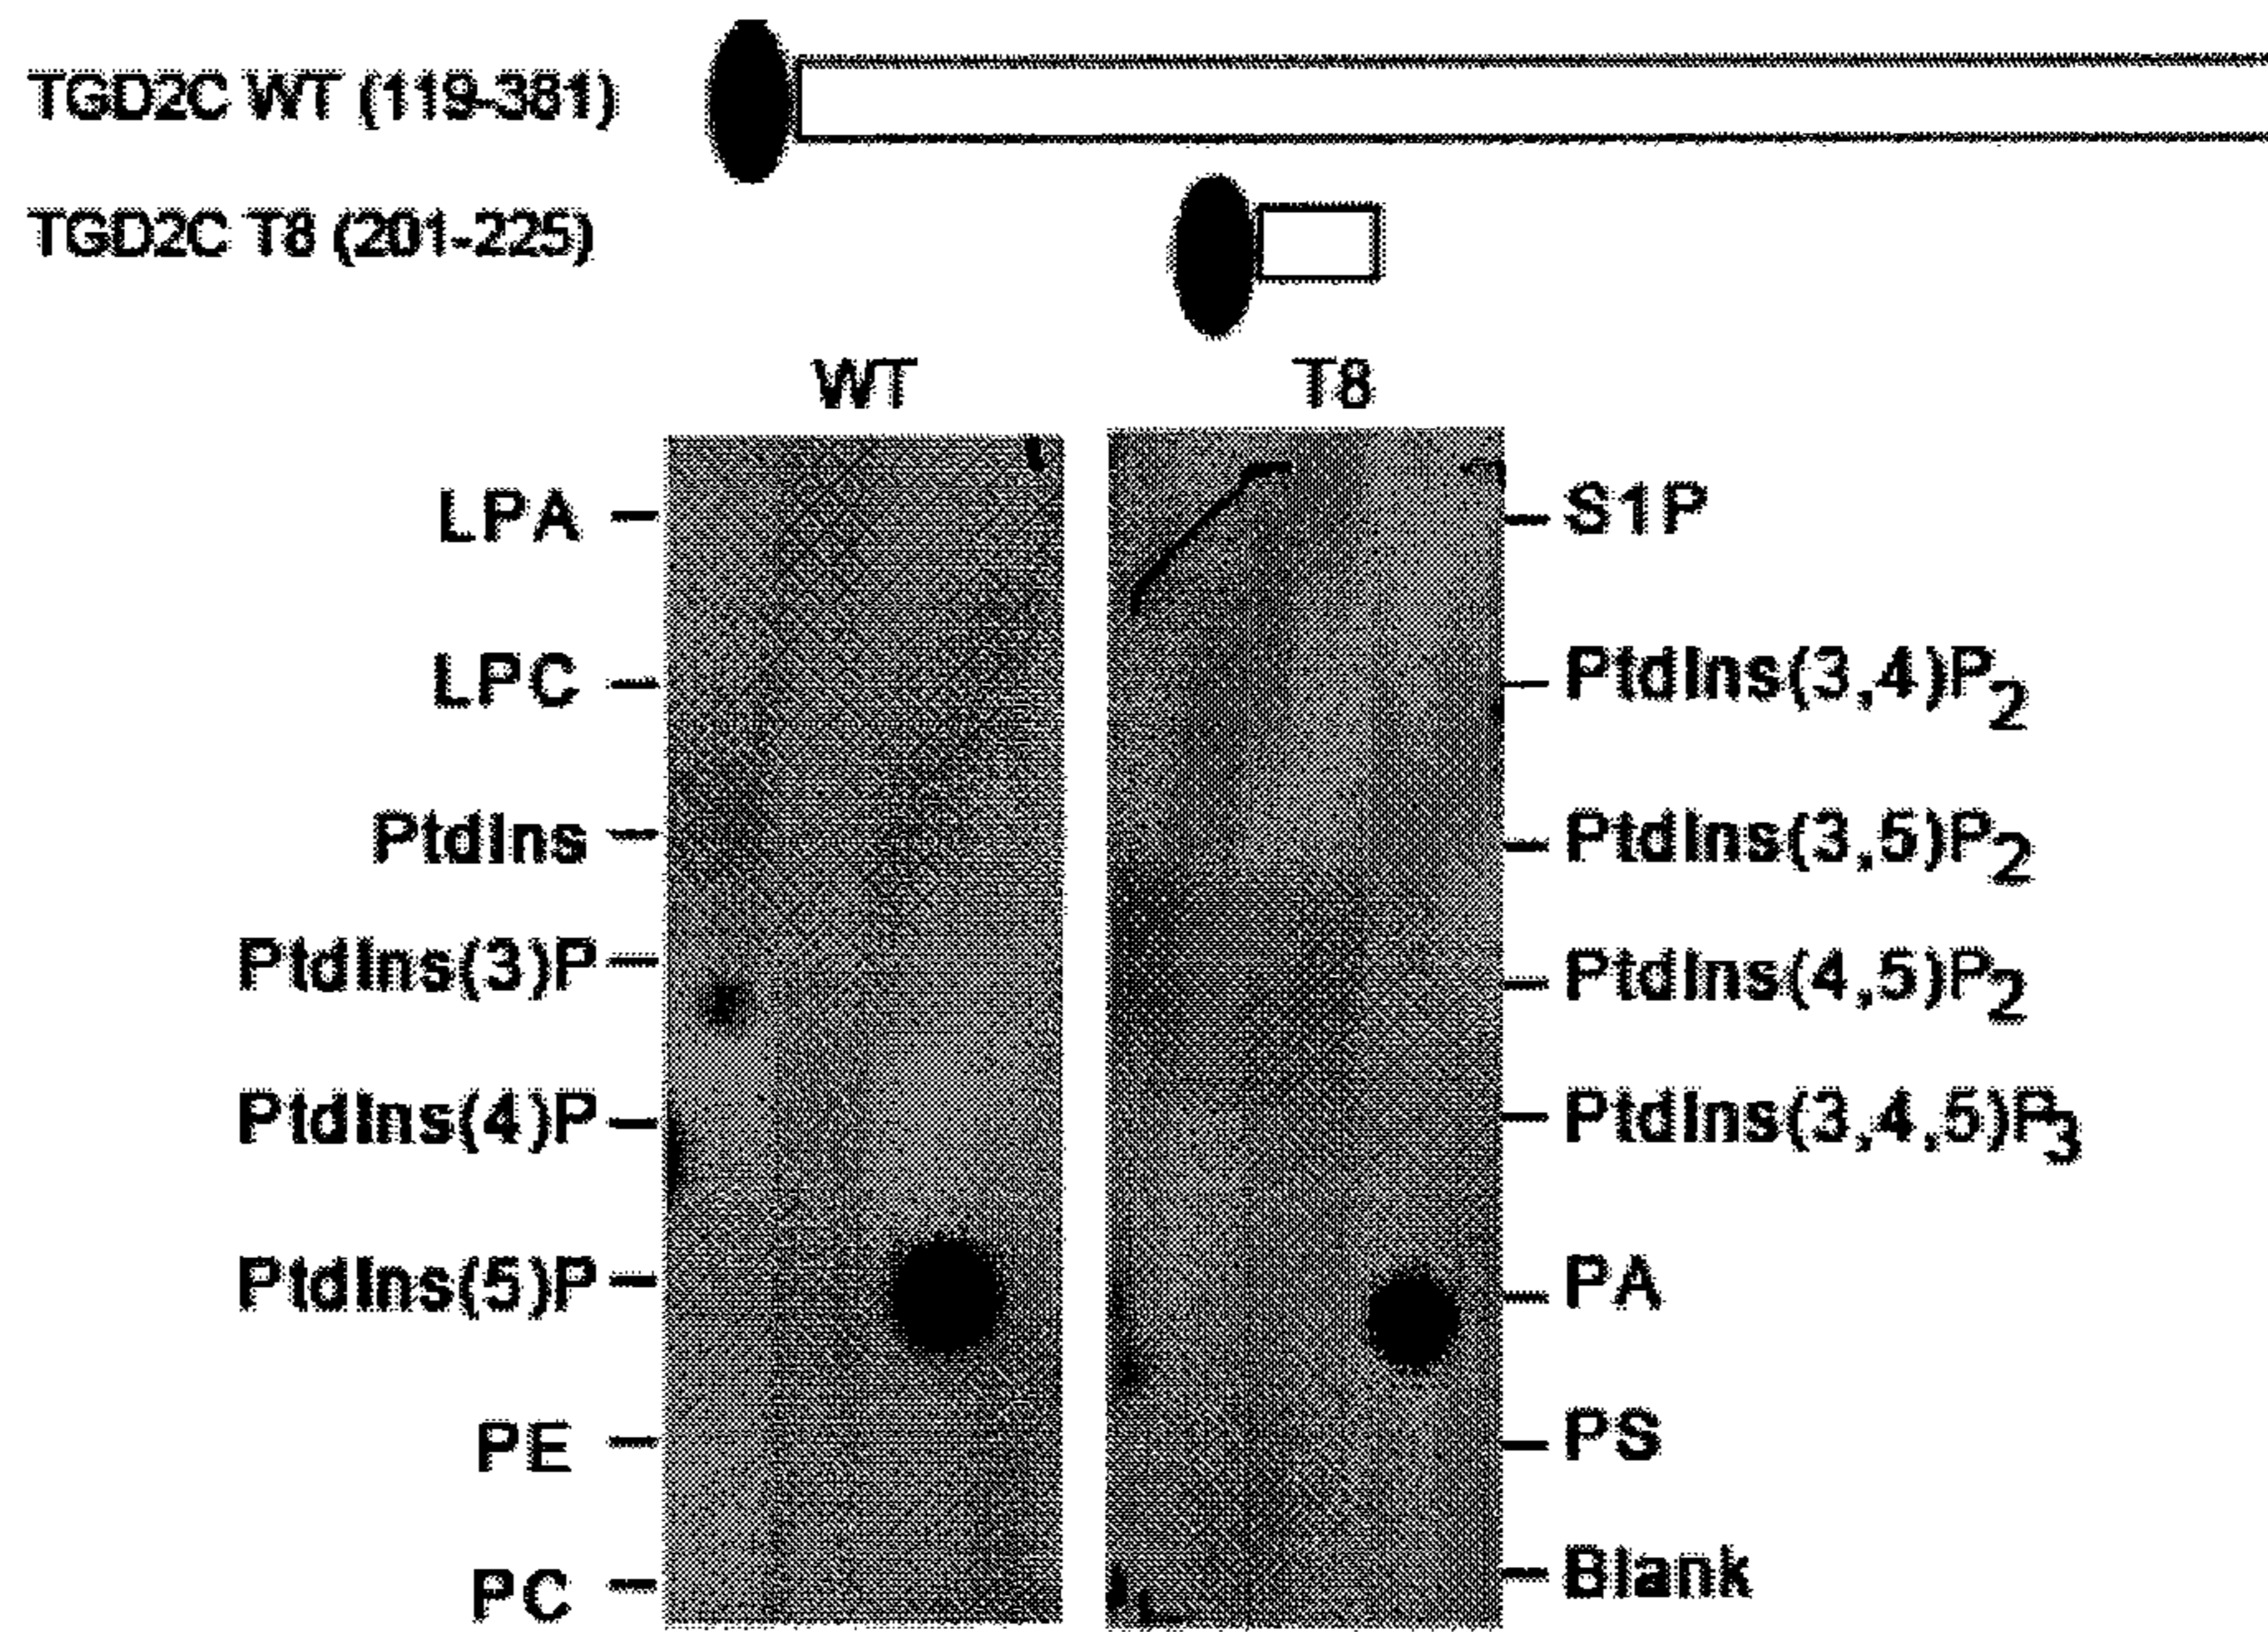 TGD2C WT (119-381)
TGD2C T8 (201-225)
WT T8
LPA
LPC
PtdIns
PtdIns(3)P
PtdIns(4)P
PtdIns(5)P
PE
PC
S1P
PtdIns(3,4)P2
PtdIns(3,5)P2
PtdIns(4,5)P2
PtdIns(3,4,5)P3
PA
PS
Blank